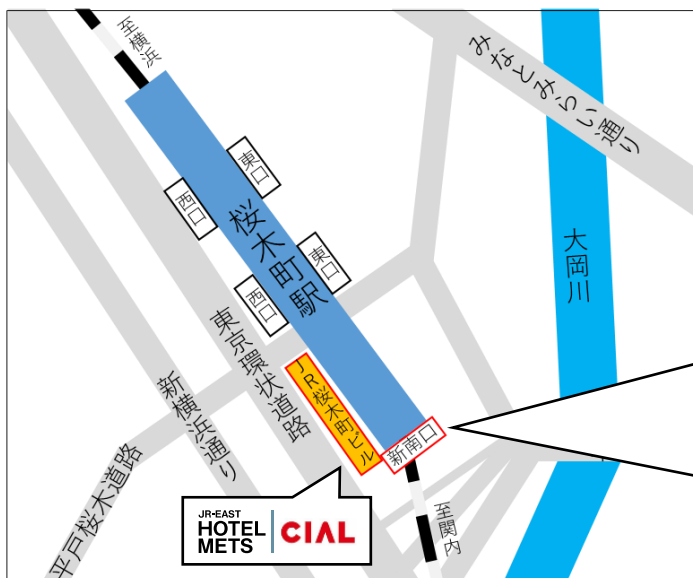 至横浜
みなとみらい通り
東口
西口
桜木町駅
大岡川
東口
西口
東京環状道路
JR桜木町ビル
新横浜通り
新南口
平戸桜木道路
JR-EAST
HOTEL
METS
CIAL
至関内